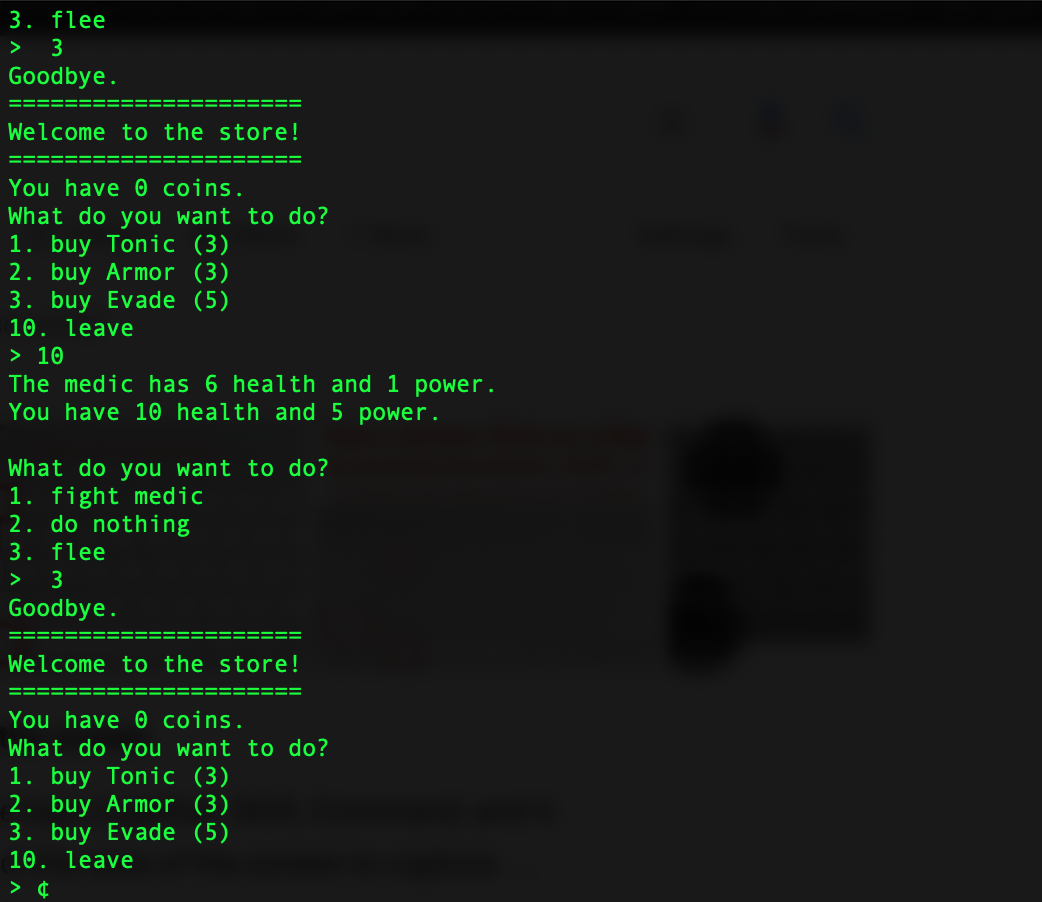 3. flee
>  3
Goodbye.
=====================
Welcome to the store!
=====================
You have 0 coins.
What do you want to do?
1. buy Tonic (3)
2. buy Armor (3)
3. buy Evade (5)
10. leave
> 10
The medic has 6 health and 1 power.
You have 10 health and 5 power.

What do you want to do?
1. fight medic
2. do nothing
3. flee
>  3
Goodbye.
=====================
Welcome to the store!
=====================
You have 0 coins.
What do you want to do?
1. buy Tonic (3)
2. buy Armor (3)
3. buy Evade (5)
10. leave
> ¢